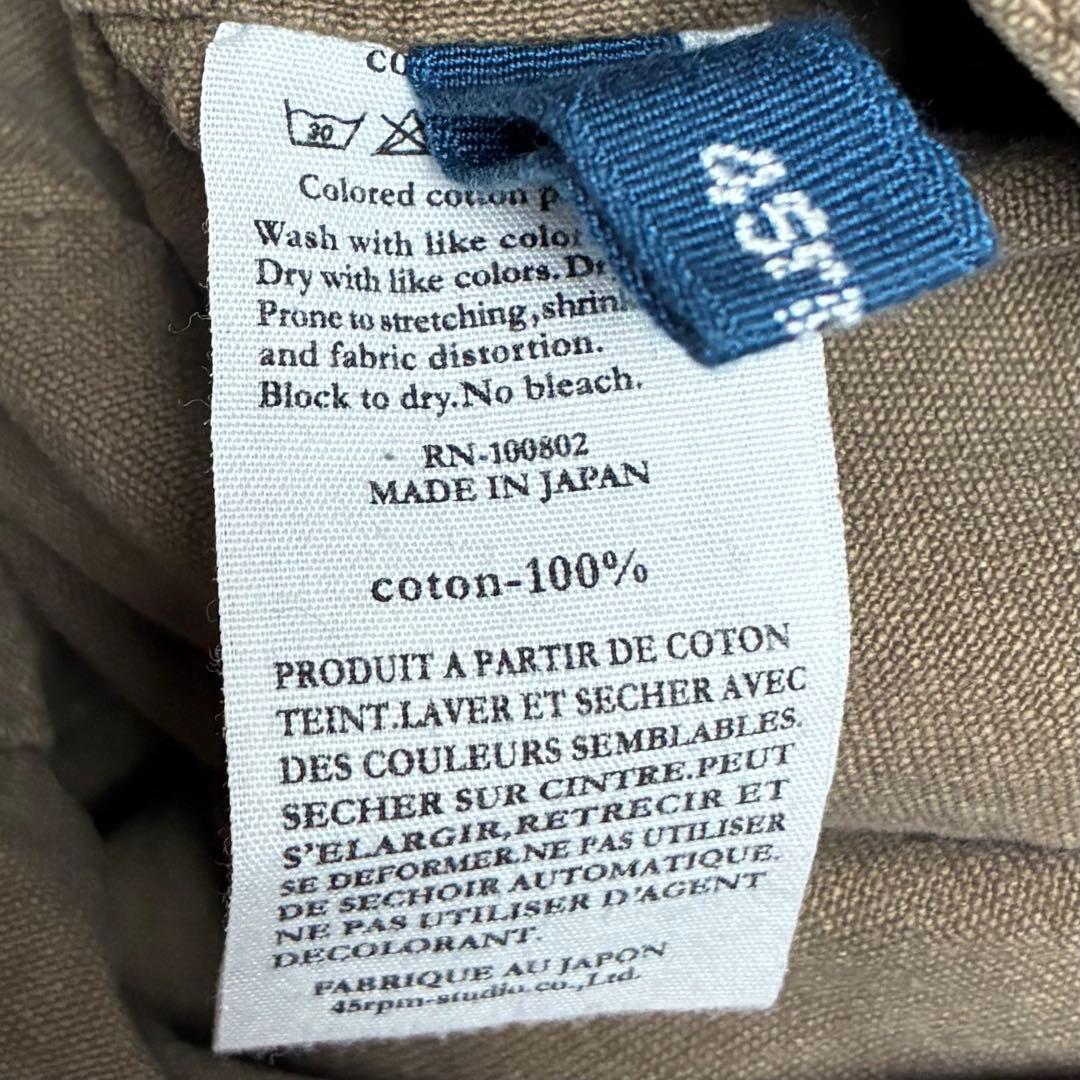 30
Colored cotton
Wash with like
Dry with like colors.
Prone to stretching,
and fabric distortion.
Block to dry.No bleach.
RN-100802
MADE IN JAPAN
coton-100%
PRODUIT A PARTIR DE COTON
TEINT.LAVER ET SECHER AVEC
DES COULEURS SEMBLABLES.
SECHER SUR CINTRE.PEUT
S'ELARGIR,RETRECIR ET
SE DEFORMER.NE PAS UTILISER
DE SECHOIR AUTOMATIQUE.
NE PAS UTILISER D'AGENT
DECOLORANT.
FABRIQUE AU JAPON
45rpm-studio co.,Ltd.